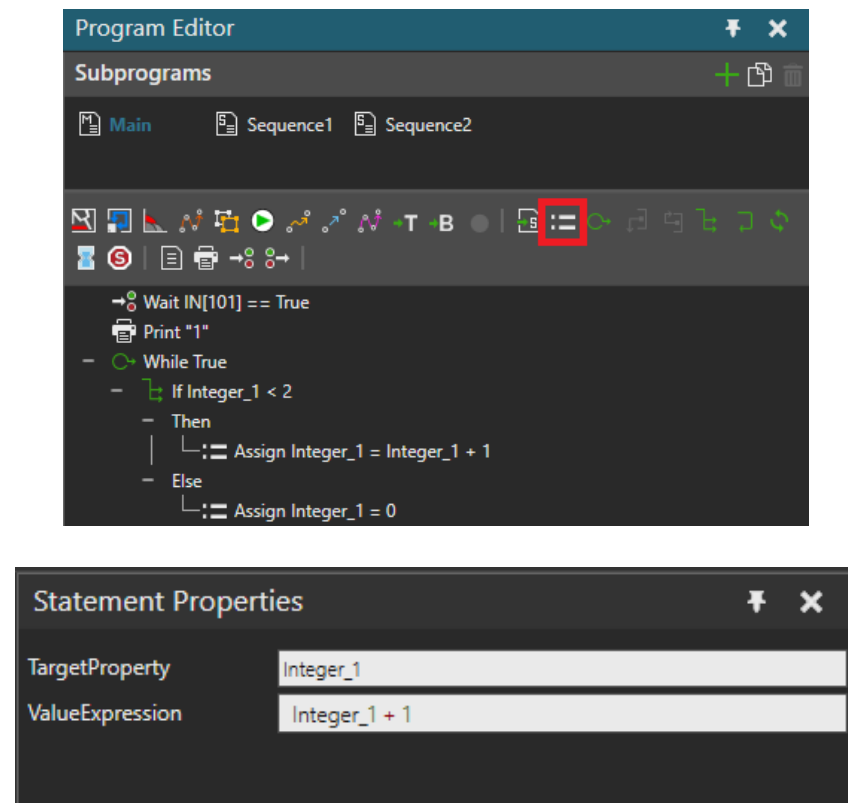 Program Editor
Subprograms
Main Sequence1 Sequence2
T B
Wait IN[101] == True
Print "1"
While True
If Integer_1 < 2
Then
Assign Integer_1 = Integer_1 + 1
Else
Assign Integer_1 = 0
Statement Properties
TargetProperty Integer_1
ValueExpression Integer_1 + 1